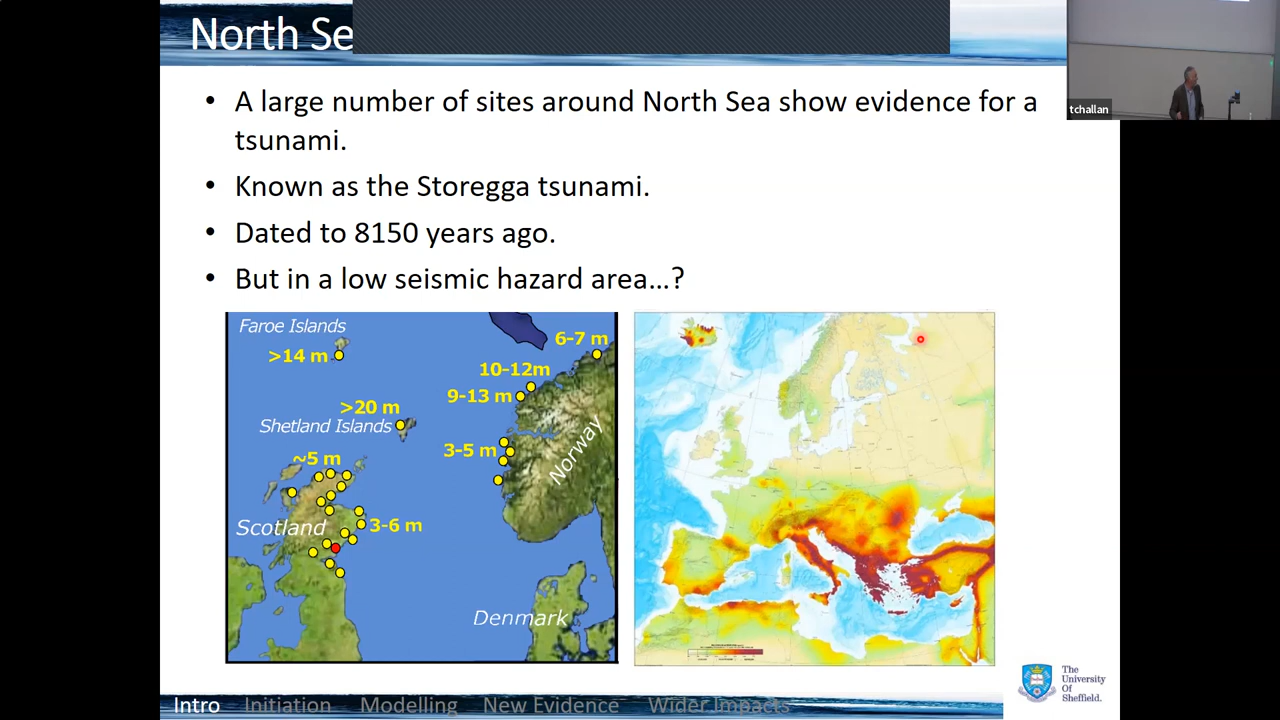 North Se
tchallan
• A large number of sites around North Sea show evidence for a
tsunami.
• Known as the Storegga tsunami.
• Dated to 8150 years ago.
• But in a low seismic hazard area...?
Faroe Islands
>14 m
6-7 m
10-12m
9-13 m
>20 m
Shetland Islands
3-5 m
Norway
~5 m
Scotland
3-6 m
Denmark
The
University
Of
Sheffield.
Intro Initiation Modelling New Evidence Wider Impacts